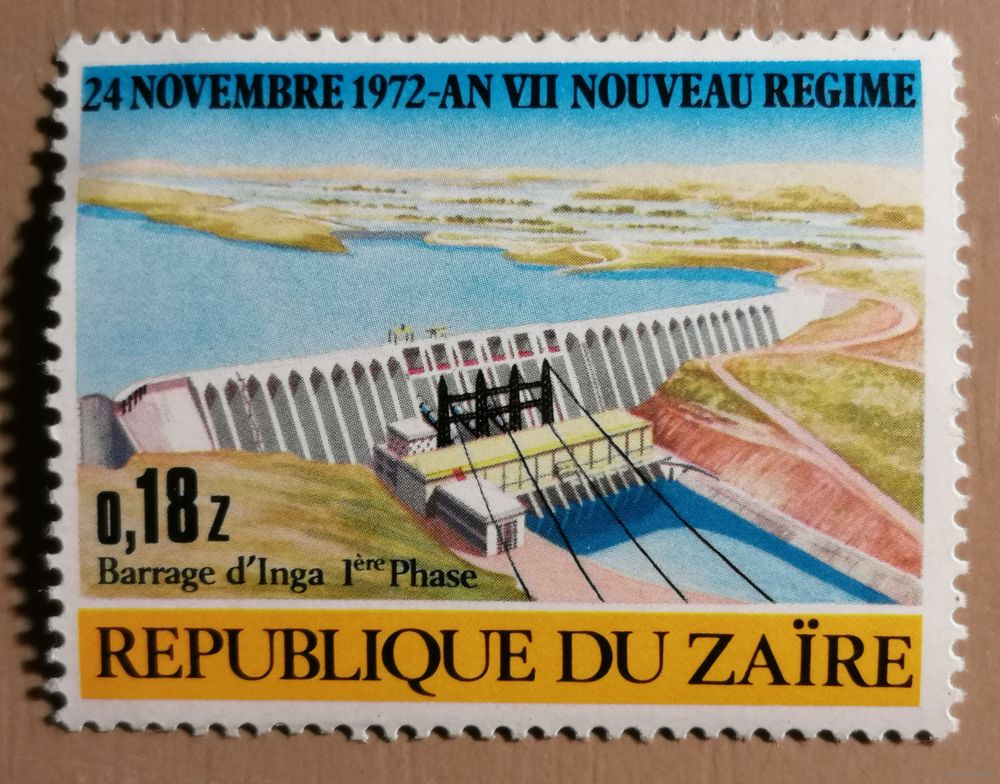 24 NOVEMBRE 1972-AN VII NOUVEAU REGIME
0,18 Z
Barrage d'Inga 1ère Phase
REPUBLIQUE DU ZAÏRE